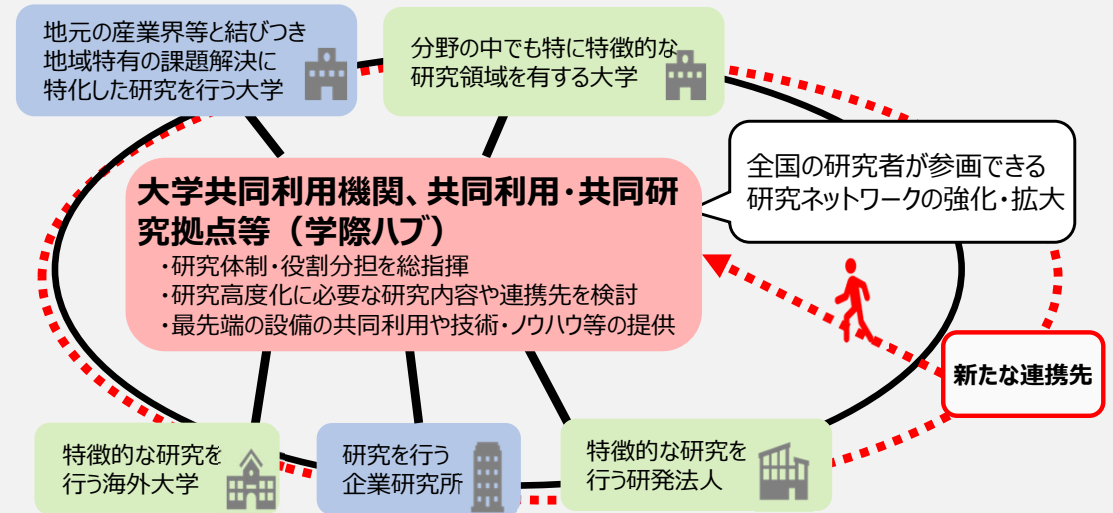 地元の産業界等と結びつき
地域特有の課題解決に
特化した研究を行う大学
分野の中でも特に特徴的な
研究領域を有する大学
全国の研究者が参画できる
研究ネットワークの強化・拡大
大学共同利用機関、共同利用・共同研
究拠点等（学際ハブ）
・研究体制・役割分担を総指揮
・研究高度化に必要な研究内容や連携先を検討
・最先端の設備の共同利用や技術・ノウハウ等の提供
新たな連携先
特徴的な研究を
行う海外大学
研究を行う
企業研究所
特徴的な研究を
行う研発法人